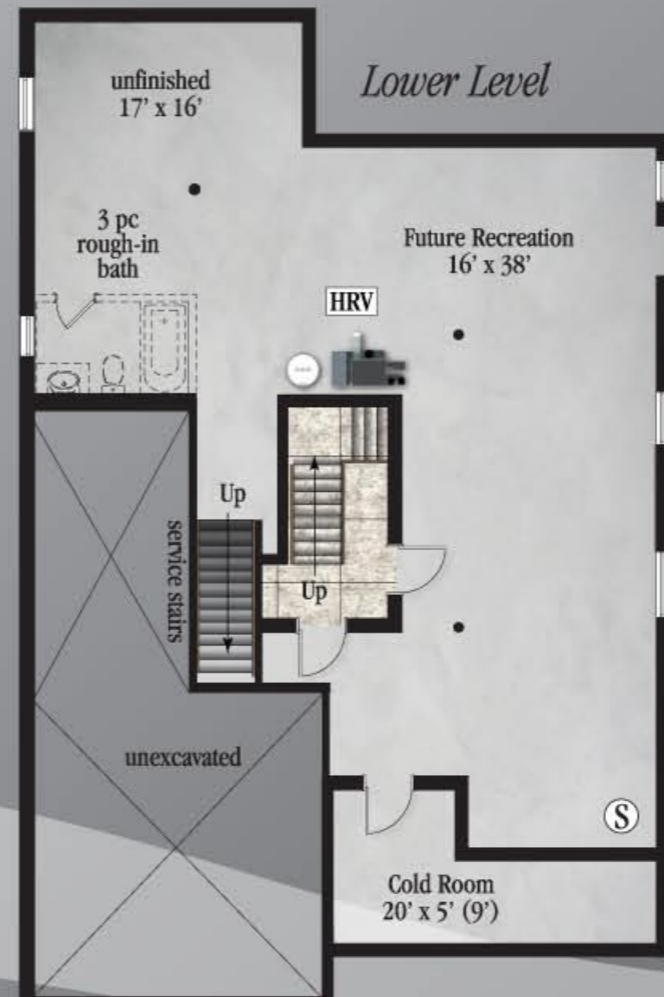 Lower Level
unfinished
17' x 16'
3 pc
rough-in
bath
Future Recreation
16' x 38'
HRV
Up
service stairs
Up
unexcavated
S
Cold Room
20' x 5' (9')